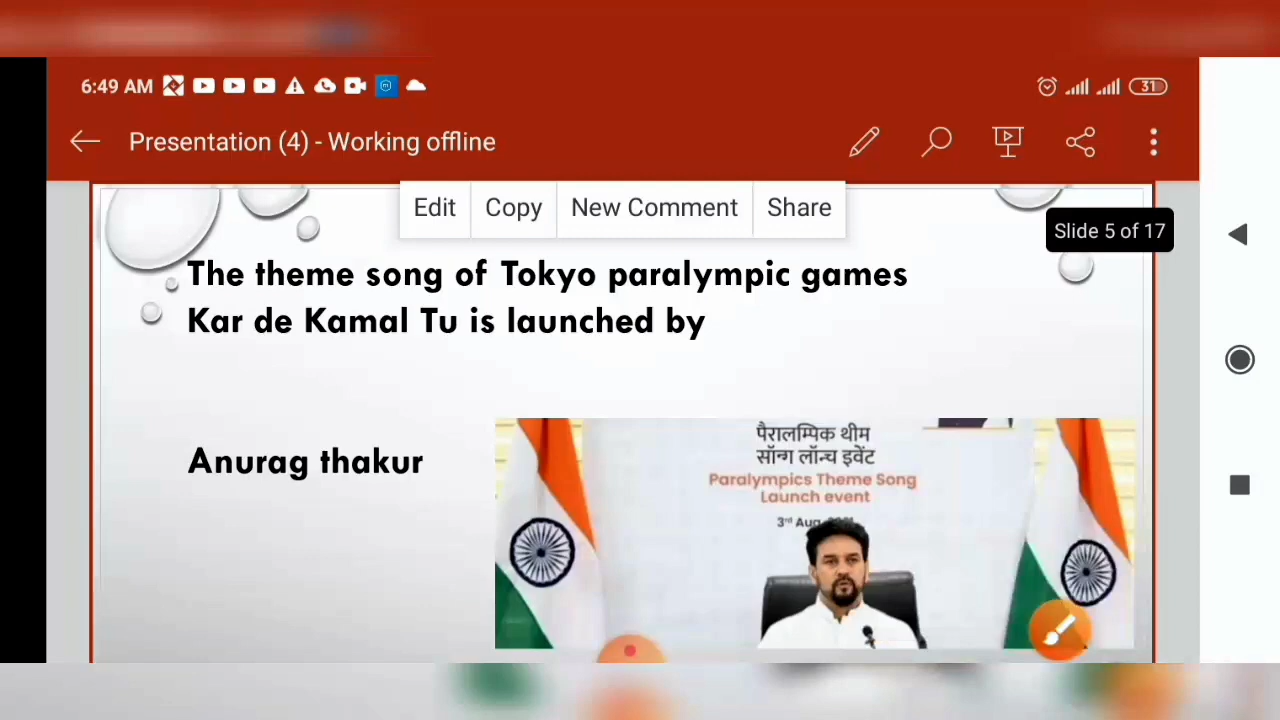 6:49 AM
31
Presentation (4) - Working offline
Edit
Copy
New Comment
Share
Slide 5 of 17
The theme song of Tokyo paralympic games
Kar de Kamal Tu is launched by
Anurag thakur
पैरालम्पिक थीम
सॉन्ग लॉन्च इवेंट
Paralympics Theme Song
Launch event
3rd Aug